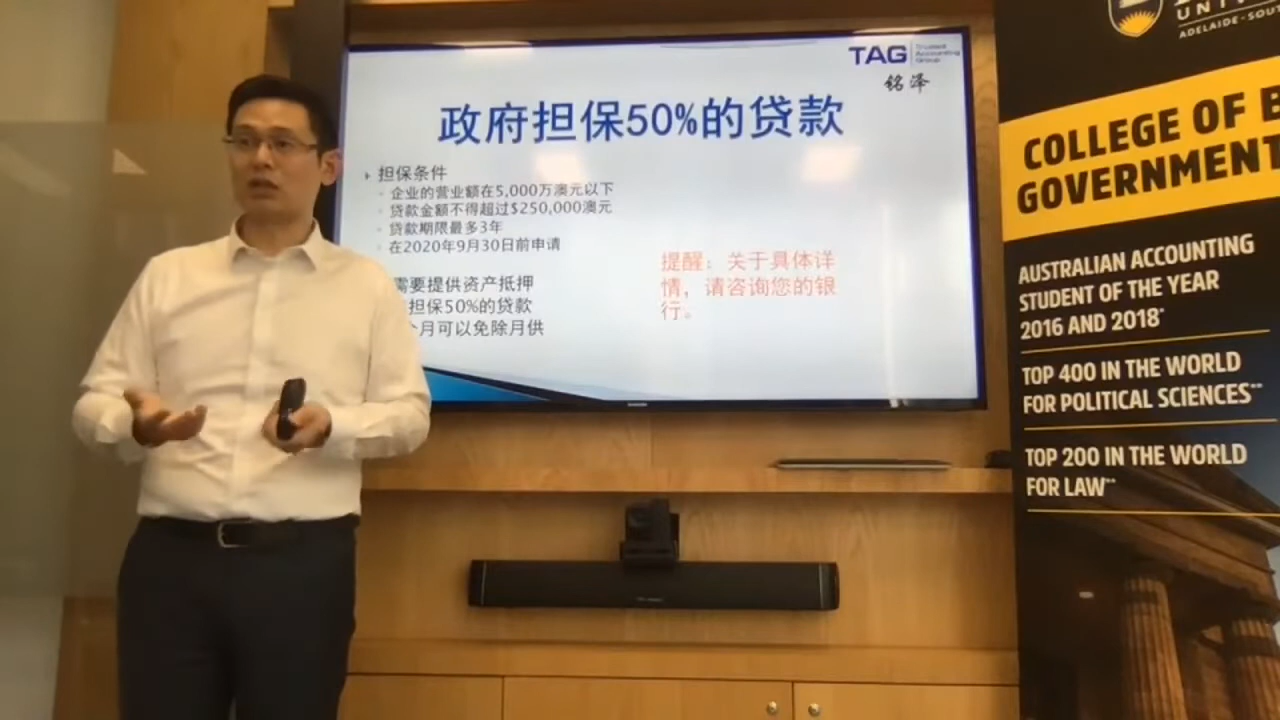 TAG
Trusted
Accounting
Group
铭泽
政府担保50%的贷款
担保条件
企业的营业额在5,000万澳元以下
贷款金额不得超过$250,000澳元
贷款期限最多3年
在2020年9月30日前申请
需要提供资产抵押
担保50%的贷款
个月可以免除月供
提醒：关于具体详
情，请咨询您的银
行。
UNIV
ADELAIDE·SOUT
COLLEGE OF B
GOVERNMENT
AUSTRALIAN ACCOUNTING
STUDENT OF THE YEAR
2016 AND 2018*
TOP 400 IN THE WORLD
FOR POLITICAL SCIENCES**
TOP 200 IN THE WORLD
FOR LAW**